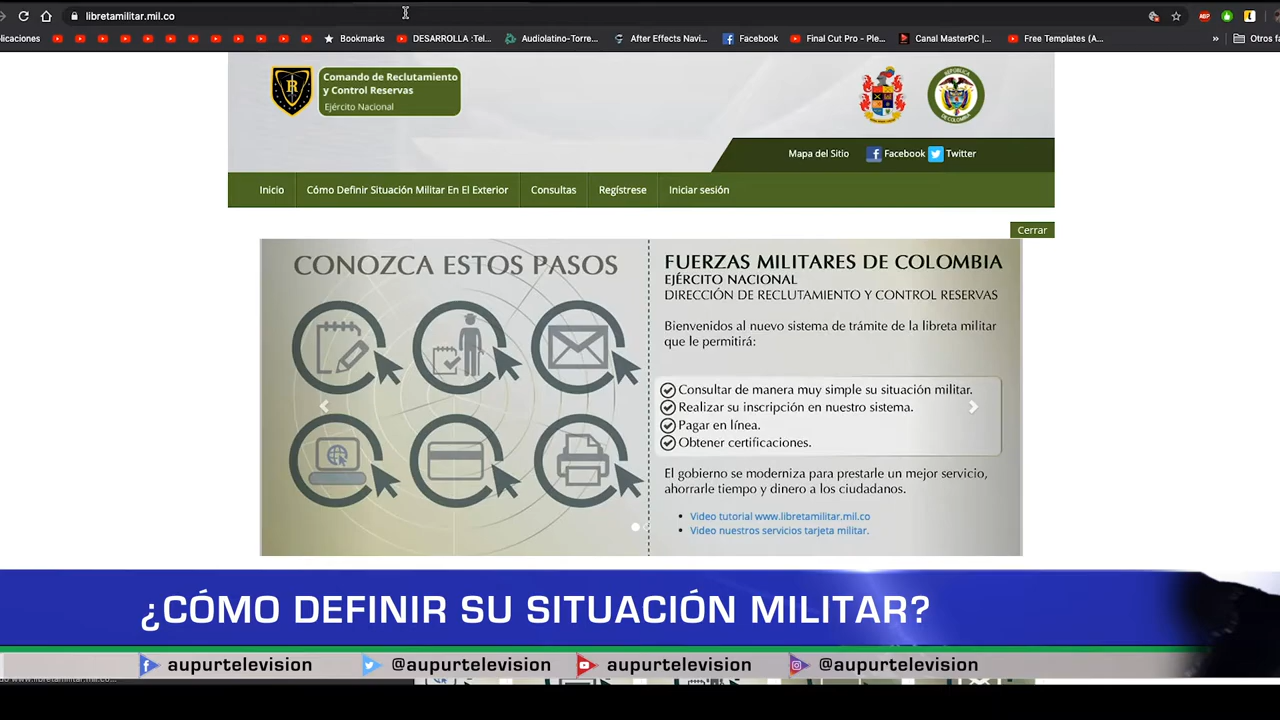 libretamilitar.mil.co
Bookmarks
DESARROLLA :Tel...
Audiolatino-Torre...
After Effects Navi...
Facebook
Final Cut Pro - Ple...
Canal MasterPC |...
Free Templates (A...
»
Otros fa
plicaciones
Comando de Reclutamiento
y Control Reservas
Ejército Nacional
Mapa del Sitio
Facebook
Twitter
Inicio
Cómo Definir Situación Militar En El Exterior
Consultas
Regístrese
Iniciar sesión
Cerrar
CONOZCA ESTOS PASOS
FUERZAS MILITARES DE COLOMBIA
EJÉRCITO NACIONAL
DIRECCIÓN DE RECLUTAMIENTO Y CONTROL RESERVAS
Bienvenidos al nuevo sistema de trámite de la libreta militar
que le permitirá:
Consultar de manera muy simple su situación militar.
Realizar su inscripción en nuestro sistema.
Pagar en línea.
Obtener certificaciones.
El gobierno se moderniza para prestarle un mejor servicio,
ahorrarle tiempo y dinero a los ciudadanos.
Video tutorial www.libretamilitar.mil.co
Video nuestros servicios tarjeta militar.
¿CÓMO DEFINIR SU SITUACIÓN MILITAR?
aupurtelevision
@aupurtelevision
aupurtelevision
@aupurtelevision